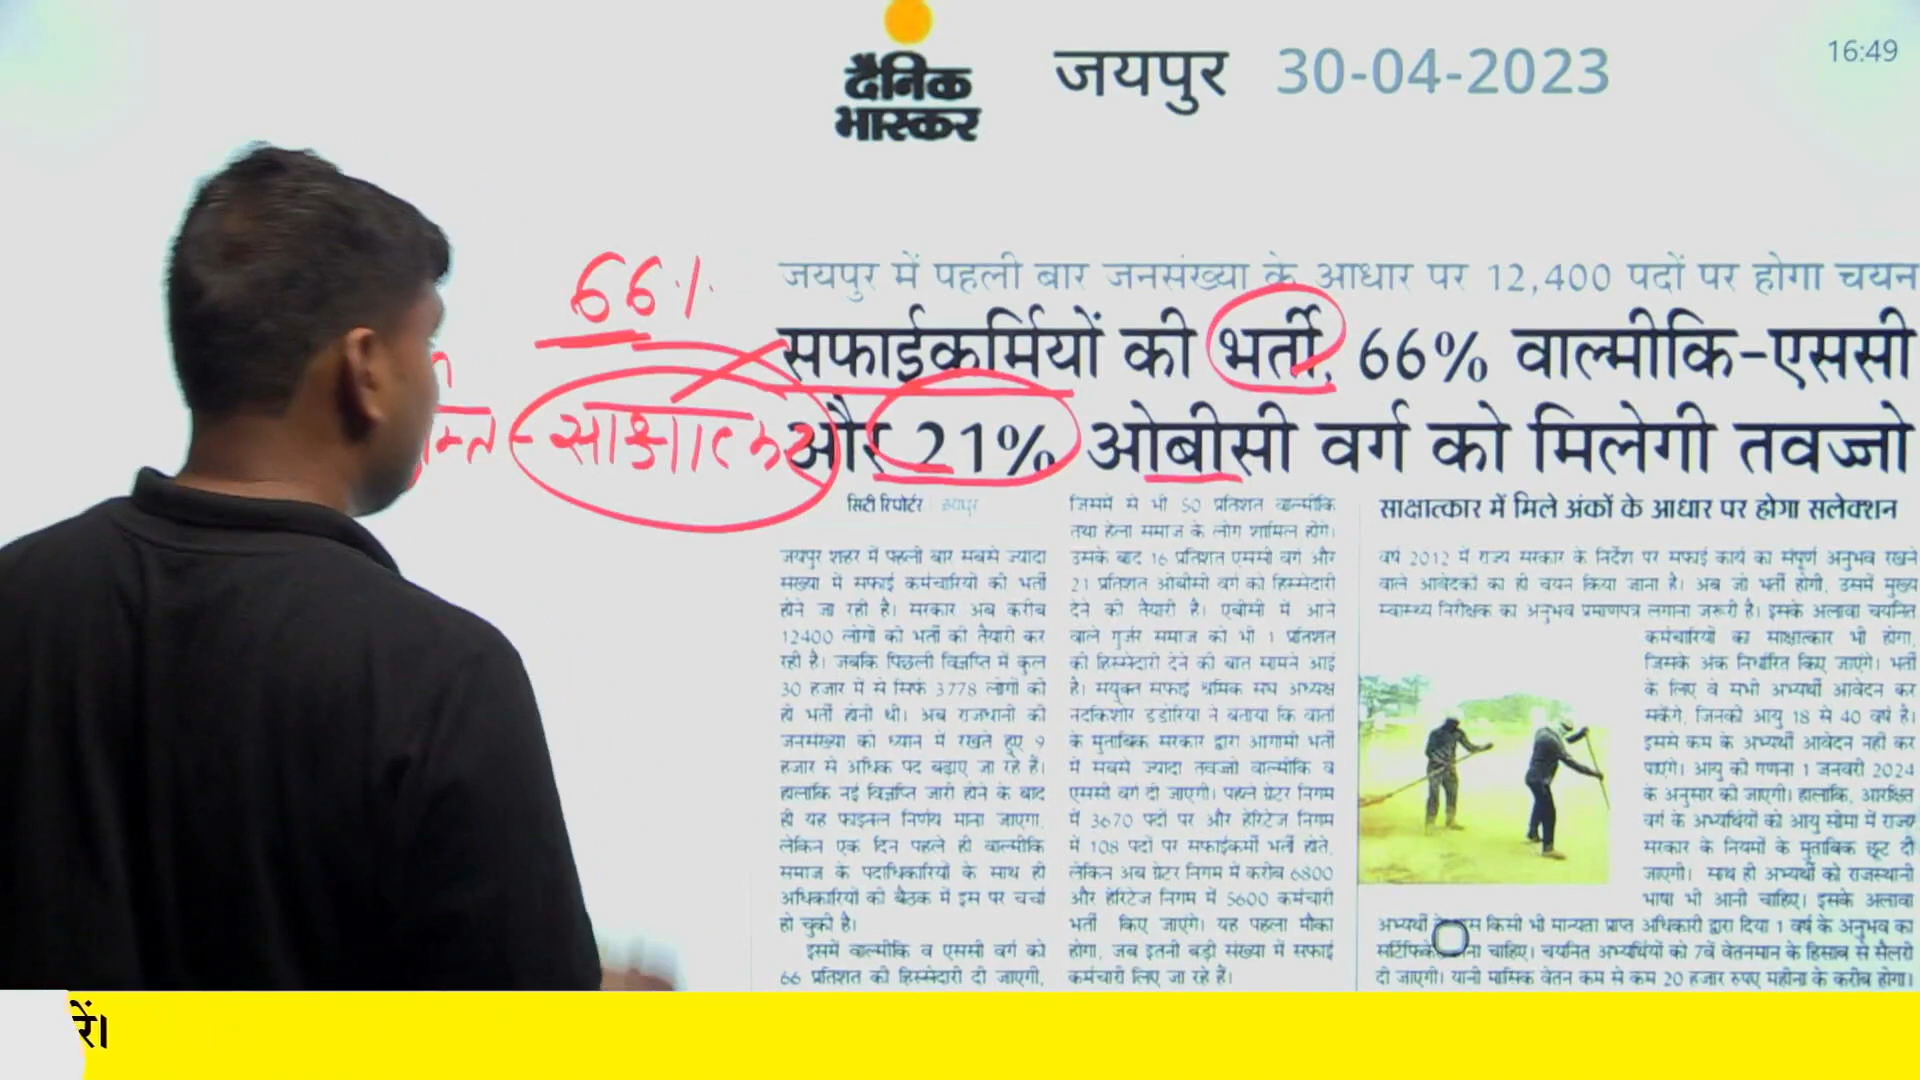 दैनिक
भास्कर
जयपुर 30-04-2023
16:49
66%
साक्षात्कार
जयपुर में पहली बार जनसंख्या के आधार पर 12,400 पदों पर होगा चयन
सफाईकर्मियों की भर्ती, 66% वाल्मीकि-एससी
और 21% ओबीसी वर्ग को मिलेगी तवज्जो
सिटी रिपोर्टर जयपुर
जयपुर शहर में पहली बार सबसे ज्यादा
संख्या में सफाई कर्मचारियों की भर्ती
होने जा रही है। सरकार अब करीब
12400 लोगों की भर्ती की तैयारी कर
रही है। जबकि पिछली विज्ञप्ति में कुल
30 हजार में से सिर्फ 3778 लोगों की
ही भर्ती होनी थी। अब राजधानी की
जनसंख्या को ध्यान में रखते हुए 9
हजार से अधिक पद बढ़ाए जा रहे हैं।
हालांकि नई विज्ञप्ति जारी होने के बाद
ही यह फाइनल निर्णय माना जाएगा,
लेकिन एक दिन पहले ही वाल्मीकि
समाज के पदाधिकारियों के साथ ही
अधिकारियों की बैठक में इस पर चर्चा
हो चुकी है।
इसमें वाल्मीकि व एससी वर्ग को
66 प्रतिशत की हिस्सेदारी दी जाएगी,
जिसमें से भी 50 प्रतिशत वाल्मीकि
तथा हेला समाज के लोग शामिल होंगे।
उसके बाद 16 प्रतिशत एससी वर्ग और
21 प्रतिशत ओबीसी वर्ग को हिस्सेदारी
देने की तैयारी है। एबीसी में आने
वाले गुर्जर समाज को भी 1 प्रतिशत
की हिस्सेदारी देने की बात सामने आई
है। संयुक्त सफाई श्रमिक संघ अध्यक्ष
नंदकिशोर डंडोरिया ने बताया कि वार्ता
के मुताबिक सरकार द्वारा आगामी भर्ती
में सबसे ज्यादा तवज्जो वाल्मीकि व
एससी वर्ग दी जाएगी। पहले ग्रेटर निगम
में 3670 पदों पर और हेरिटेज निगम
में 108 पदों पर सफाईकर्मी भर्ती होते,
लेकिन अब ग्रेटर निगम में करीब 6800
और हेरिटेज निगम में 5600 कर्मचारी
भर्ती किए जाएंगे। यह पहला मौका
होगा, जब इतनी बड़ी संख्या में सफाई
कर्मचारी लिए जा रहे हैं।
साक्षात्कार में मिले अंकों के आधार पर होगा सलेक्शन
वर्ष 2012 में राज्य सरकार के निर्देश पर सफाई कार्य का संपूर्ण अनुभव रखने
वाले आवेदकों का ही चयन किया जाना है। अब जो भर्ती होगी, उसमें मुख्य
स्वास्थ्य निरीक्षक का अनुभव प्रमाणपत्र लगाना जरूरी है। इसके अलावा चयनित
कर्मचारियों का साक्षात्कार भी होगा,
जिसके अंक निर्धारित किए जाएंगे। भर्ती
के लिए वे सभी अभ्यर्थी आवेदन कर
सकेंगे, जिनकी आयु 18 से 40 वर्ष है।
इससे कम के अभ्यर्थी आवेदन नहीं कर
पाएंगे। आयु की गणना 1 जनवरी 2024
के अनुसार की जाएगी। हालांकि, आरक्षित
वर्ग के अभ्यर्थियों को आयु सीमा में राज्य
सरकार के नियमों के मुताबिक छूट दी
जाएगी। साथ ही अभ्यर्थी को राजस्थानी
भाषा भी आनी चाहिए। इसके अलावा
अभ्यर्थी किसी भी मान्यता प्राप्त अधिकारी द्वारा दिया 1 वर्ष के अनुभव का
चाहिए। चयनित अभ्यर्थियों को 7वें वेतनमान के हिसाब से सैलरी
दी जाएगी। यानी मासिक वेतन कम से कम 20 हजार रुपए महीना के करीब होगा।
रें।